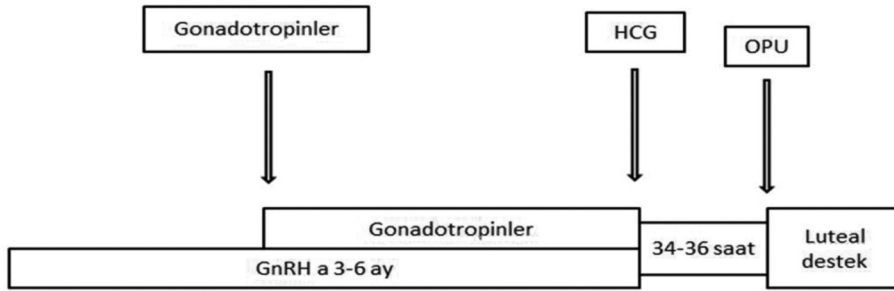 Gonadotropinler
HCG
OPU
Gonadotropinler
GnRH a 3-6 ay
34-36 saat
Luteal
destek